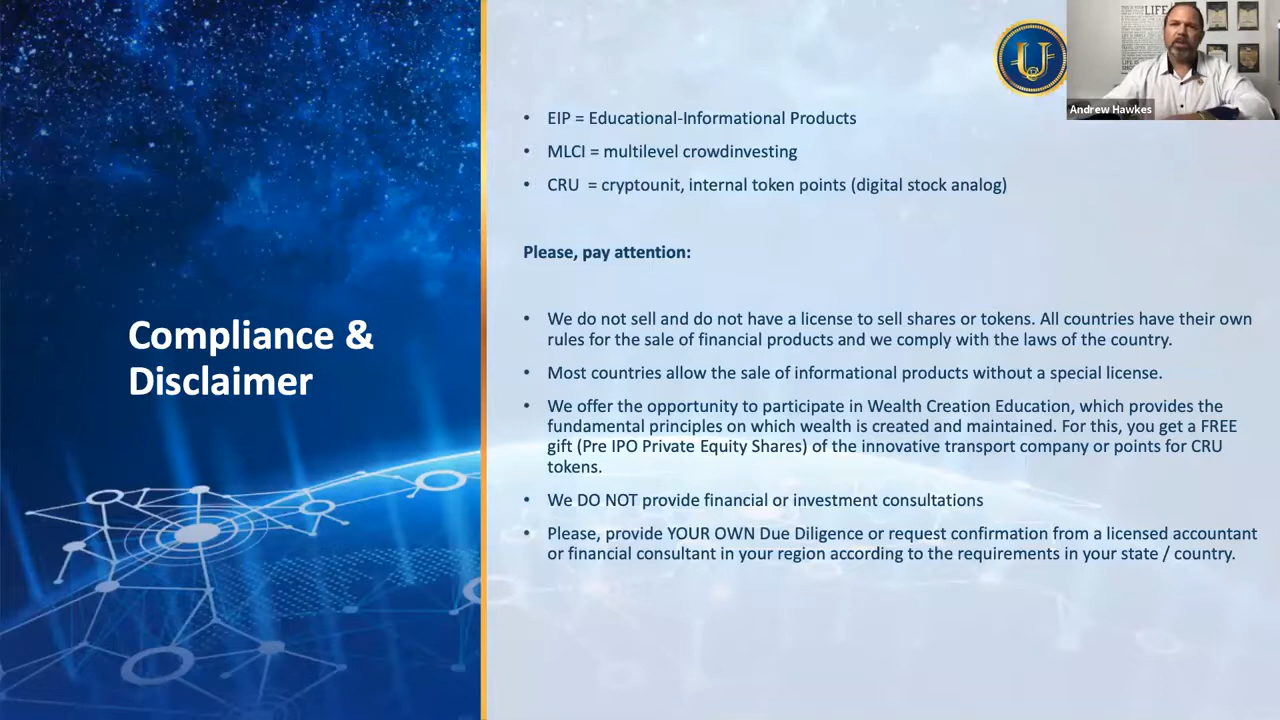 LIFE
U
Andrew Hawkes
• EIP = Educational-Informational Products
• MLCI = multilevel crowdinvesting
• CRU = cryptounit, internal token points (digital stock analog)
Please, pay attention:
Compliance &
Disclaimer
• We do not sell and do not have a license to sell shares or tokens. All countries have their own
rules for the sale of financial products and we comply with the laws of the country.
• Most countries allow the sale of informational products without a special license.
• We offer the opportunity to participate in Wealth Creation Education, which provides the
fundamental principles on which wealth is created and maintained. For this, you get a FREE
gift (Pre IPO Private Equity Shares) of the innovative transport company or points for CRU
tokens.
• We DO NOT provide financial or investment consultations
• Please, provide YOUR OWN Due Diligence or request confirmation from a licensed accountant
or financial consultant in your region according to the requirements in your state / country.